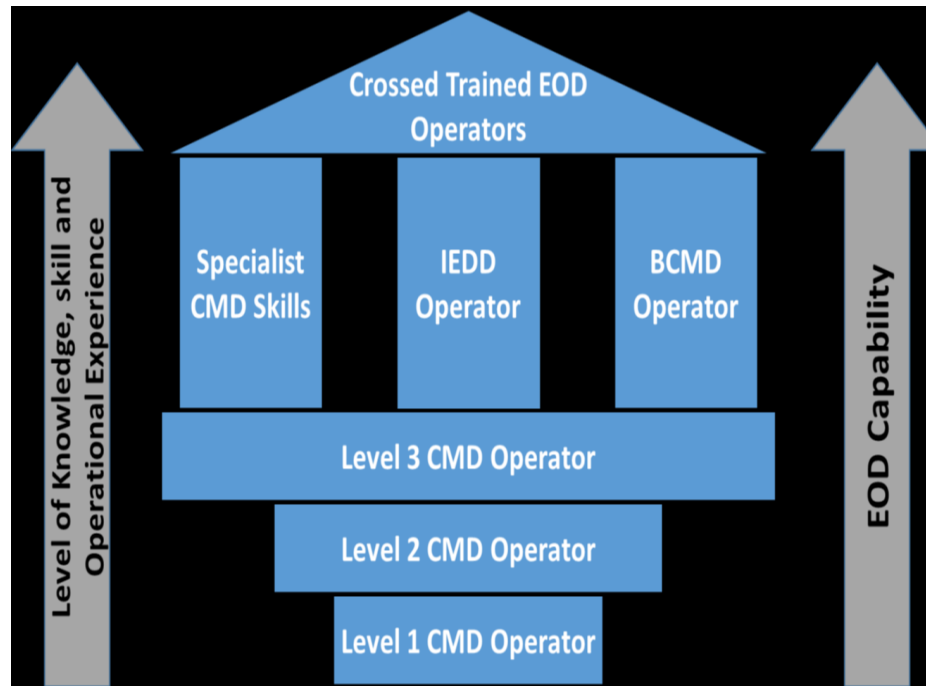 Crossed Trained EOD
Operators
Level of Knowledge, skill and
Operational Experience
Specialist
CMD Skills
IEDD
Operator
BCMD
Operator
EOD Capability
Level 3 CMD Operator
Level 2 CMD Operator
Level 1 CMD Operator